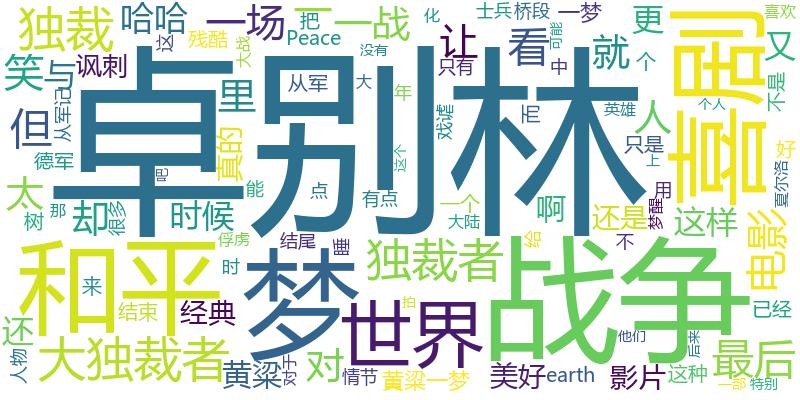 独裁
哈哈
一场
一战
把
化
士兵
桥段
一梦
更
喜欢
这
残酷
Peace
大战
没有
让
看
就
可能
喜剧
又
笑
与
讽刺
里
从军
大
只有
中
个
不是
但
从军记
卓别林
年
戏谑
而
英雄
人
个人
德军
真的
这个
只是
上
好
夏尔洛
太
树
那
很多
却
时候
吧
能
点
有点
一个
大陆
啊
还是
梦醒
用
这样
和平
俘虏
结尾
睡
独裁者
给
不
战争
电影
来
时
梦
还
结束
经典
世界
拍
他们
后来
已经
人物
大独裁者
黄粱
对于
对
情节
黄粱一梦
美好
earth
影片
这种
一部
特别
最后